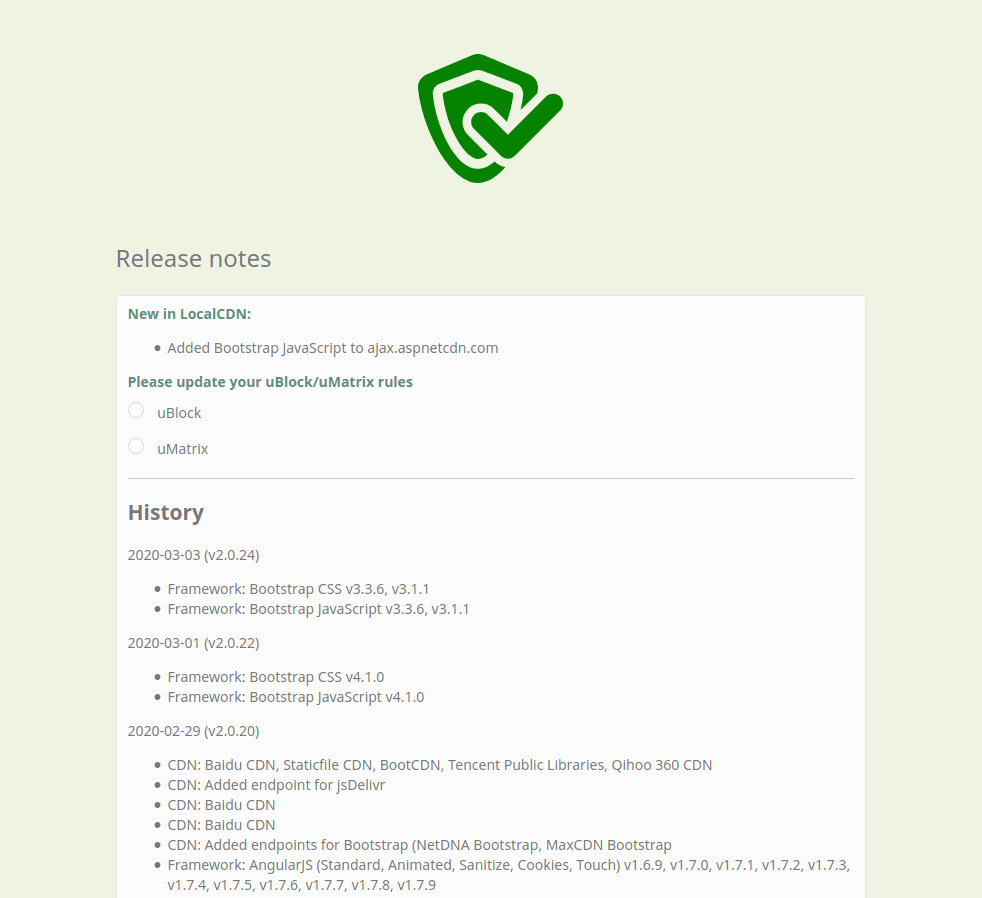 Release notes
New in LocalCDN:
Added Bootstrap JavaScript to ajax.aspnetcdn.com
Please update your uBlock/uMatrix rules
uBlock
uMatrix
History
2020-03-03 (v2.0.24)
Framework: Bootstrap CSS v3.3.6, v3.1.1
Framework: Bootstrap JavaScript v3.3.6, v3.1.1
2020-03-01 (v2.0.22)
Framework: Bootstrap CSS v4.1.0
Framework: Bootstrap JavaScript v4.1.0
2020-02-29 (v2.0.20)
CDN: Baidu CDN, Staticfile CDN, BootCDN, Tencent Public Libraries, Qihoo 360 CDN
CDN: Added endpoint for jsDelivr
CDN: Baidu CDN
CDN: Baidu CDN
CDN: Added endpoints for Bootstrap (NetDNA Bootstrap, MaxCDN Bootstrap
Framework: AngularJS (Standard, Animated, Sanitize, Cookies, Touch) v1.6.9, v1.7.0, v1.7.1, v1.7.2, v1.7.3,
v1.7.4, v1.7.5, v1.7.6, v1.7.7, v1.7.8, v1.7.9